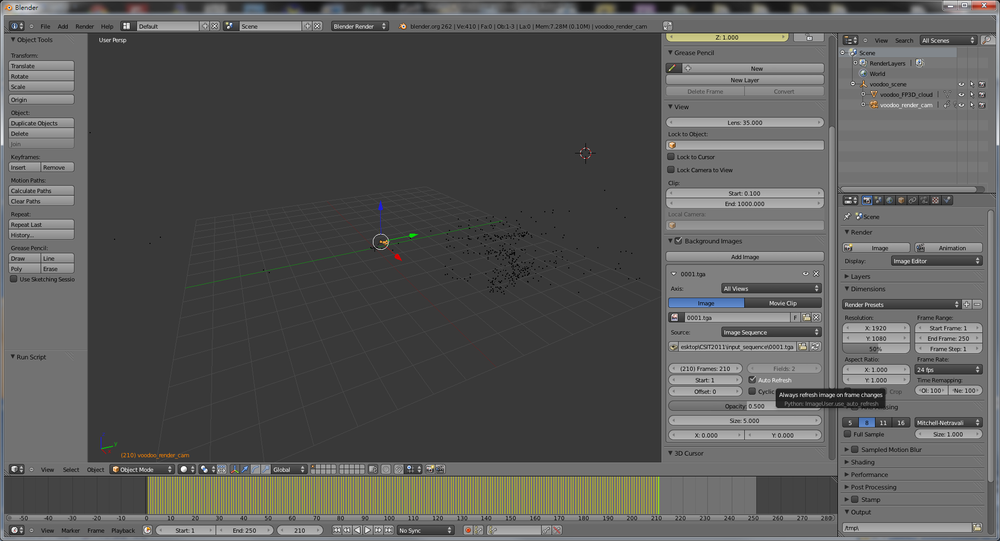 Blender
File Add Render Help Default Scene Blender Render blender.org 262 | Ve:410 | Fa:0 | Ob:1-3 | La:0 | Mem:7.28M (0.10M) | voodoo_render_cam
Object Tools
Transform:
Translate
Rotate
Scale
Origin
Object:
Duplicate Objects
Delete
Join
Keyframes:
Insert Remove
Motion Paths:
Calculate Paths
Clear Paths
Repeat:
Repeat Last
History...
Grease Pencil:
Draw Line
Poly Erase
Use Sketching Sessio
Run Script
User Persp
y
(210) voodoo_render_cam
Z: 1.000
Grease Pencil
New
New Layer
Delete Frame Convert
View
Lens: 35.000
Lock to Object:
Lock to Cursor
Lock Camera to View
Clip:
Start: 0.100
End: 1000.000
Local Camera:
Background Images
Add Image
0001.tga
Axis: All Views
Image Movie Clip
0001.tga F
Source: Image Sequence
esktop\CSIT2011\input_sequence\0001.tga
(210) Frames: 210 Fields: 2
Start: 1 Auto Refresh
Offset: 0 Cyclic
Always refresh image on frame changes
Python: ImageUser.use_auto_refresh
Opacity: 0.500
Size: 5.000
X: 0.000 Y: 0.000
3D Cursor
View Search All Scenes
Scene
RenderLayers
World
voodoo_scene
voodoo_FP3D_cloud
voodoo_render_cam
Scene
Render
Image Animation
Display: Image Editor
Layers
Dimensions
Render Presets
Resolution: Frame Range:
X: 1920 Start Frame: 1
Y: 1080 End Frame: 250
50% Frame Step: 1
Aspect Ratio: Frame Rate:
X: 1.000 24 fps
Y: 1.000 Time Remapping:
Crop Ol: 100 Ne: 100
Anti-Aliasing
5 8 11 16 Mitchell-Netravali
Full Sample Size: 1.000
Sampled Motion Blur
Shading
Performance
Post Processing
Stamp
Output
/tmp\
View Select Object Object Mode Global
-50 -40 -30 -20 -10 0 10 20 30 40 50 60 70 80 90 100 110 120 130 140 150 160 170 180 190 200 210 220 230 240 250 260 270 280
View Marker Frame Playback Start: 1 End: 250 210 No Sync